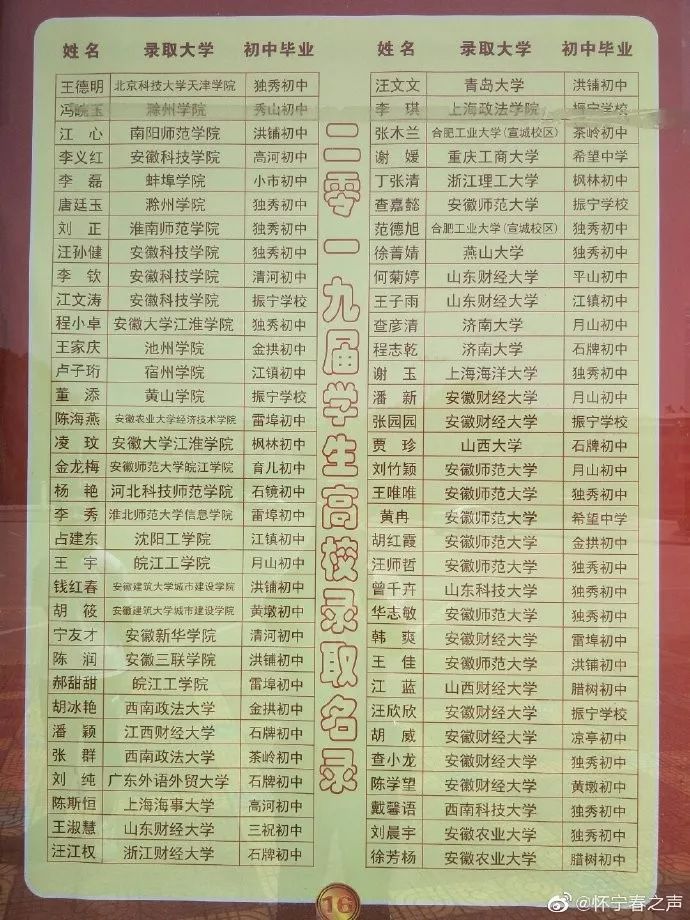 姓名 录取大学 初中毕业
王德明 北京科技大学天津学院 独秀初中
冯皖玉 滁州学院 秀山初中
江心 南阳师范学院 洪铺初中
李义红 安徽科技学院 高河初中
李磊 蚌埠学院 小市初中
唐廷玉 滁州学院 独秀初中
刘正 淮南师范学院 独秀初中
汪孙健 安徽科技学院 独秀初中
李钦 安徽科技学院 清河初中
江文涛 安徽科技学院 振宁学校
程小卓 安徽大学江淮学院 独秀初中
王家庆 池州学院 金拱初中
卢子珩 宿州学院 江镇初中
董添 黄山学院 振宁学校
陈海燕 安徽农业大学经济技术学院 雷埠初中
凌玟 安徽大学江淮学院 枫林初中
金龙梅 安徽师范大学皖江学院 育儿初中
杨艳 河北科技师范学院 石镜初中
李秀 淮北师范大学信息学院 雷埠初中
占建东 沈阳工学院 江镇初中
王宇 皖江工学院 月山初中
钱红春 安徽建筑大学城市建设学院 洪铺初中
胡筱 安徽建筑大学城市建设学院 黄墩初中
宁友才 安徽新华学院 清河初中
陈润 安徽三联学院 洪铺初中
郝甜甜 皖江工学院 雷埠初中
胡冰艳 西南政法大学 金拱初中
潘颖 江西财经大学 石牌初中
张群 西南政法大学 茶岭初中
刘纯 广东外语外贸大学 石牌初中
陈斯恒 上海海事大学 高河初中
王淑慧 山东财经大学 三祝初中
汪江权 浙江财经大学 石牌初中
二零一九届学生高校录取名录
姓名 录取大学 初中毕业
汪文文 青岛大学 洪铺初中
李琪 上海政法学院 振宁学校
张木兰 合肥工业大学(宣城校区) 茶岭初中
谢媛 重庆工商大学 希望中学
丁张清 浙江理工大学 枫林初中
查嘉懿 安徽师范大学 振宁学校
范德旭 合肥工业大学(宣城校区) 独秀初中
徐菁婧 燕山大学 独秀初中
何菊婷 山东财经大学 平山初中
王子雨 山东财经大学 江镇初中
查彦清 济南大学 月山初中
程志乾 济南大学 石牌初中
谢玉 上海海洋大学 独秀初中
潘新 安徽财经大学 月山初中
张园园 安徽财经大学 振宁学校
贾珍 山西大学 石牌初中
刘竹颖 安徽师范大学 月山初中
王唯唯 安徽师范大学 独秀初中
黄冉 安徽师范大学 希望中学
胡红霞 安徽师范大学 金拱初中
汪师哲 安徽师范大学 独秀初中
曾千卉 山东科技大学 独秀初中
华志敏 安徽师范大学 独秀初中
韩爽 安徽财经大学 雷埠初中
王佳 安徽师范大学 洪铺初中
江蓝 山西财经大学 腊树初中
汪欣欣 安徽财经大学 振宁学校
胡威 安徽财经大学 凉亭初中
查小龙 安徽财经大学 独秀初中
陈学望 安徽财经大学 黄墩初中
戴馨语 西南科技大学 独秀初中
刘晨宇 安徽农业大学 独秀初中
徐芳杨 安徽农业大学 腊树初中
16
@怀宁春之声